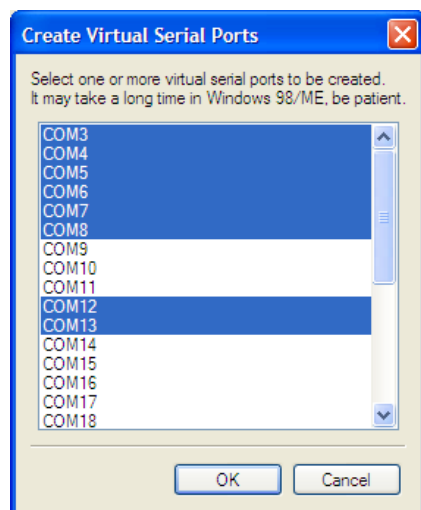 Create Virtual Serial Ports
Select one or more virtual serial ports to be created.
It may take a long time in Windows 98/ME, be patient.
COM3
COM4
COM5
COM6
COM7
COM8
COM9
COM10
COM11
COM12
COM13
COM14
COM15
COM16
COM17
COM18
OK
Cancel